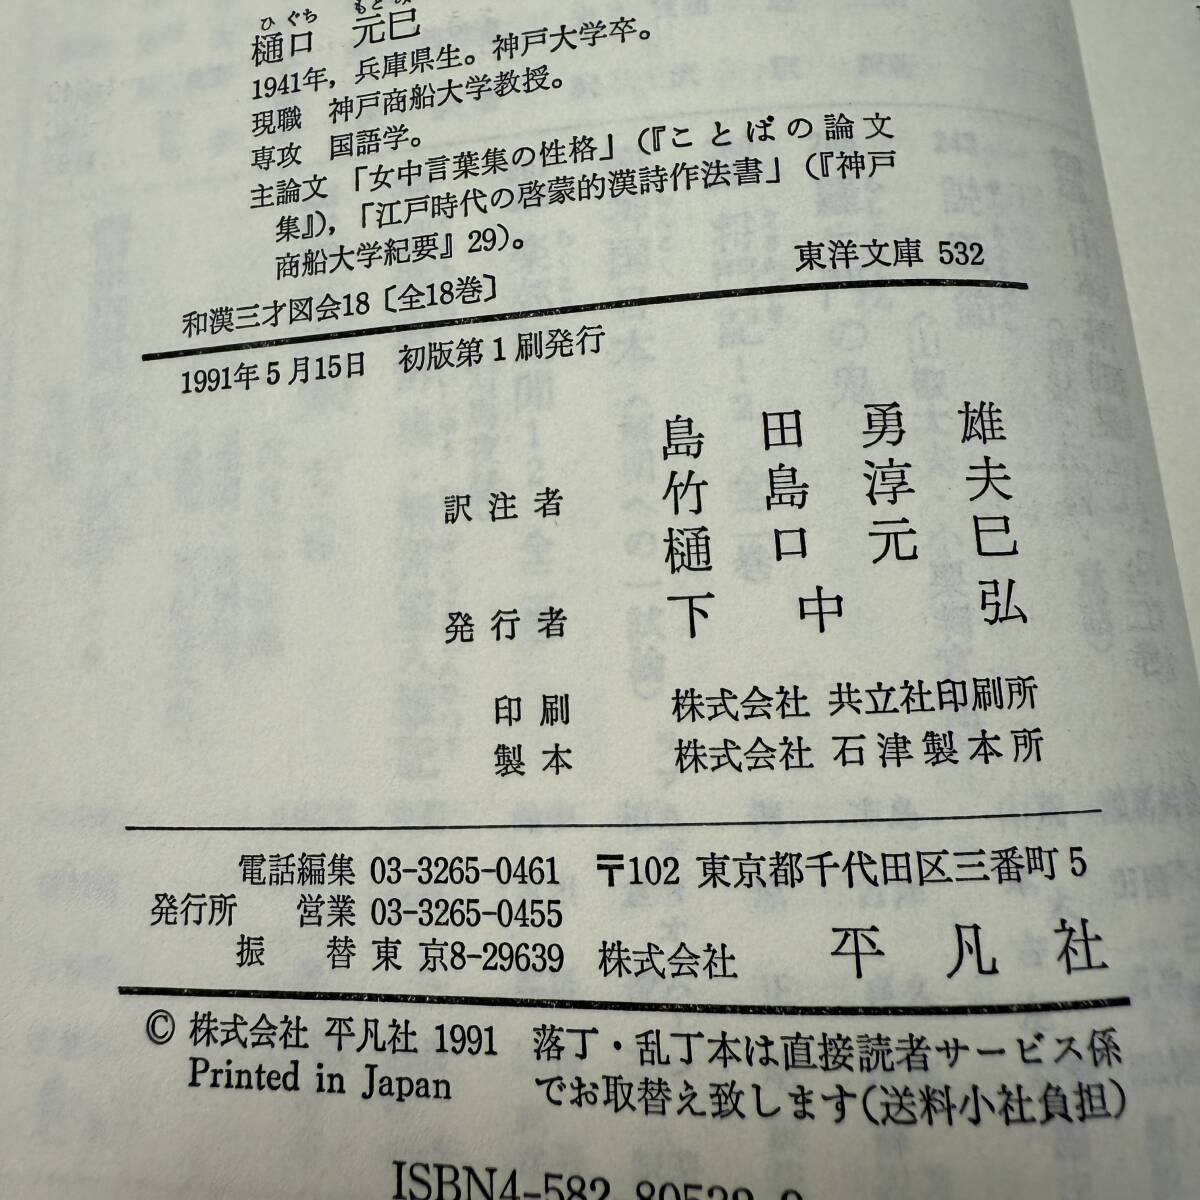 ひぐち もとみ
樋口 元巳
1941年，兵庫県生。神戸大学卒。
現職 神戸商船大学教授。
専攻 国語学。
主論文 「女中言葉集の性格」（『ことばの論文
集』），「江戸時代の啓蒙的漢詩作法書」（『神戸
商船大学紀要』29）。
和漢三才図会18〔全18巻〕 東洋文庫 532
1991年5月15日 初版第1刷発行
島田勇雄
訳注者 竹島淳夫
樋口元巳
発行者 下中弘
印刷 株式会社 共立社印刷所
製本 株式会社 石津製本所
電話編集 03-3265-0461 〒102 東京都千代田区三番町5
発行所 営業 03-3265-0455
振替 東京8-29639 株式会社 平凡社
© 株式会社 平凡社 1991 落丁・乱丁本は直接読者サービス係
Printed in Japan でお取替え致します（送料小社負担）
ISBN4-582-80532-9